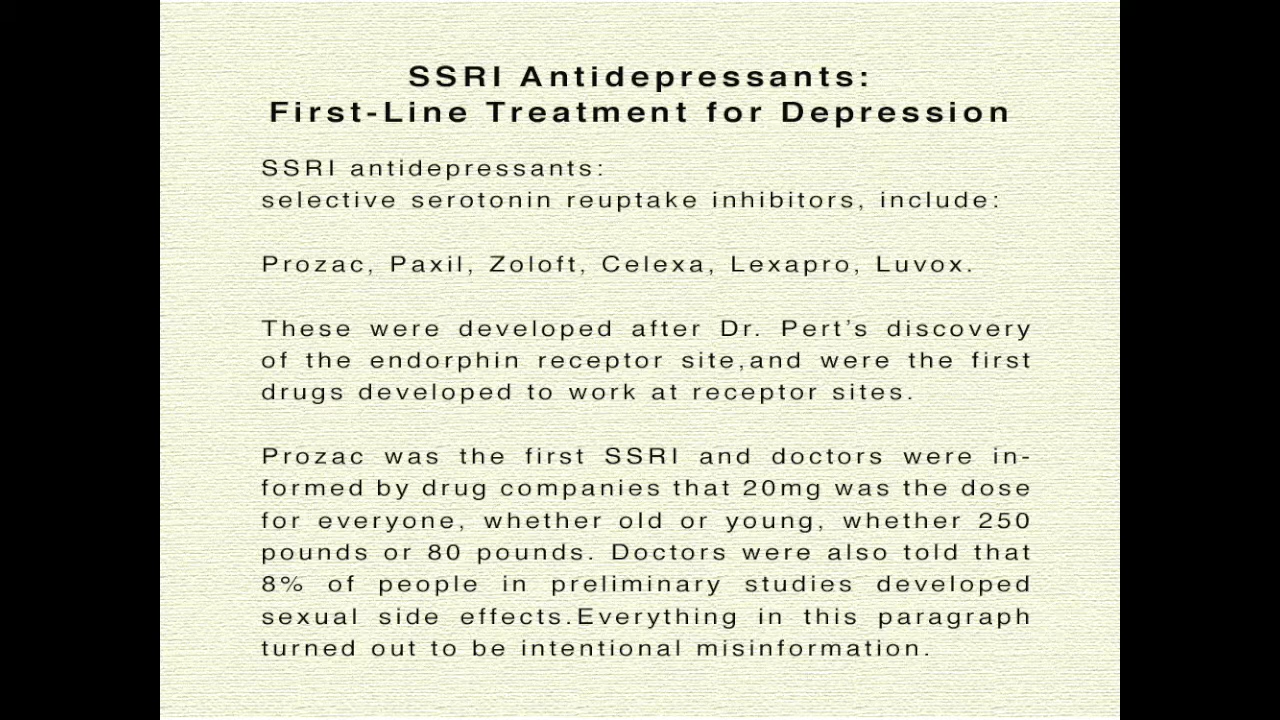 SSRI Antidepressants:
First-Line Treatment for Depression
SSRI antidepressants:
selective serotonin reuptake inhibitors, include:
Prozac, Paxil, Zoloft, Celexa, Lexapro, Luvox.
These were developed after Dr. Pert’s discovery
of the endorphin receptor site,and were the first
drugs developed to work at receptor sites.
Prozac was the first SSRI and doctors were in-
formed by drug companies that 20mg was the dose
for everyone, whether old or young, whether 250
pounds or 80 pounds. Doctors were also told that
8% of people in preliminary studies developed
sexual side effects.Everything in this paragraph
turned out to be intentional misinformation.